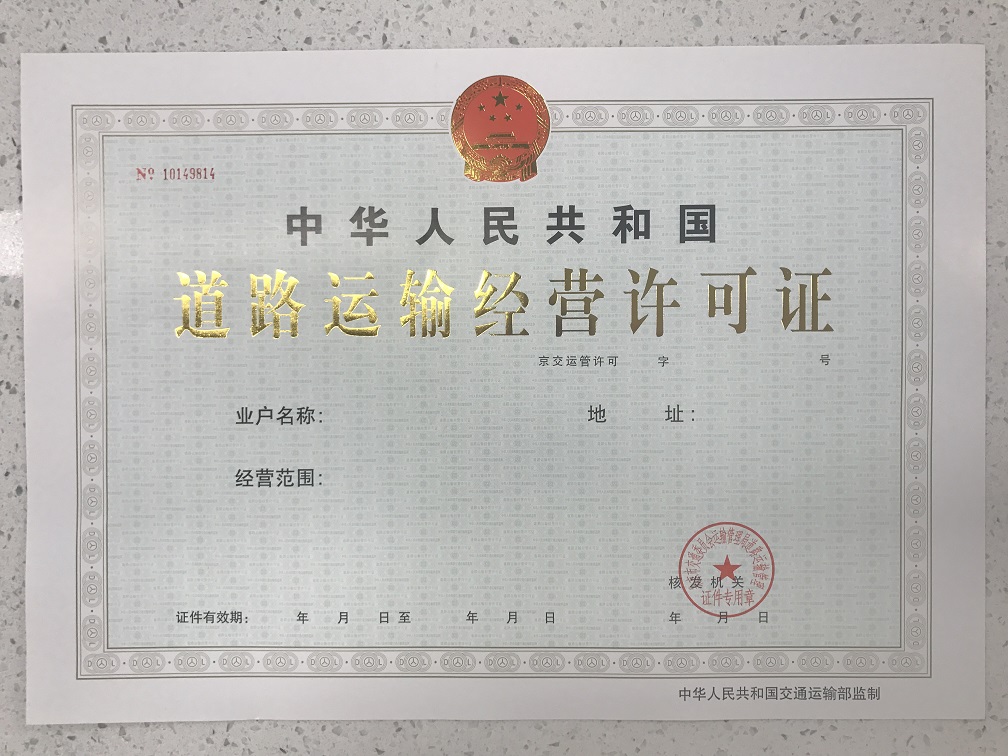 № 10149814
中华人民共和国
道路运输经营许可证
京交运管许可 字 号
业户名称： 地 址：
经营范围：
核发机关
证件专用章
证件有效期： 年 月 日 至 年 月 日 年 月 日
中华人民共和国交通运输部监制